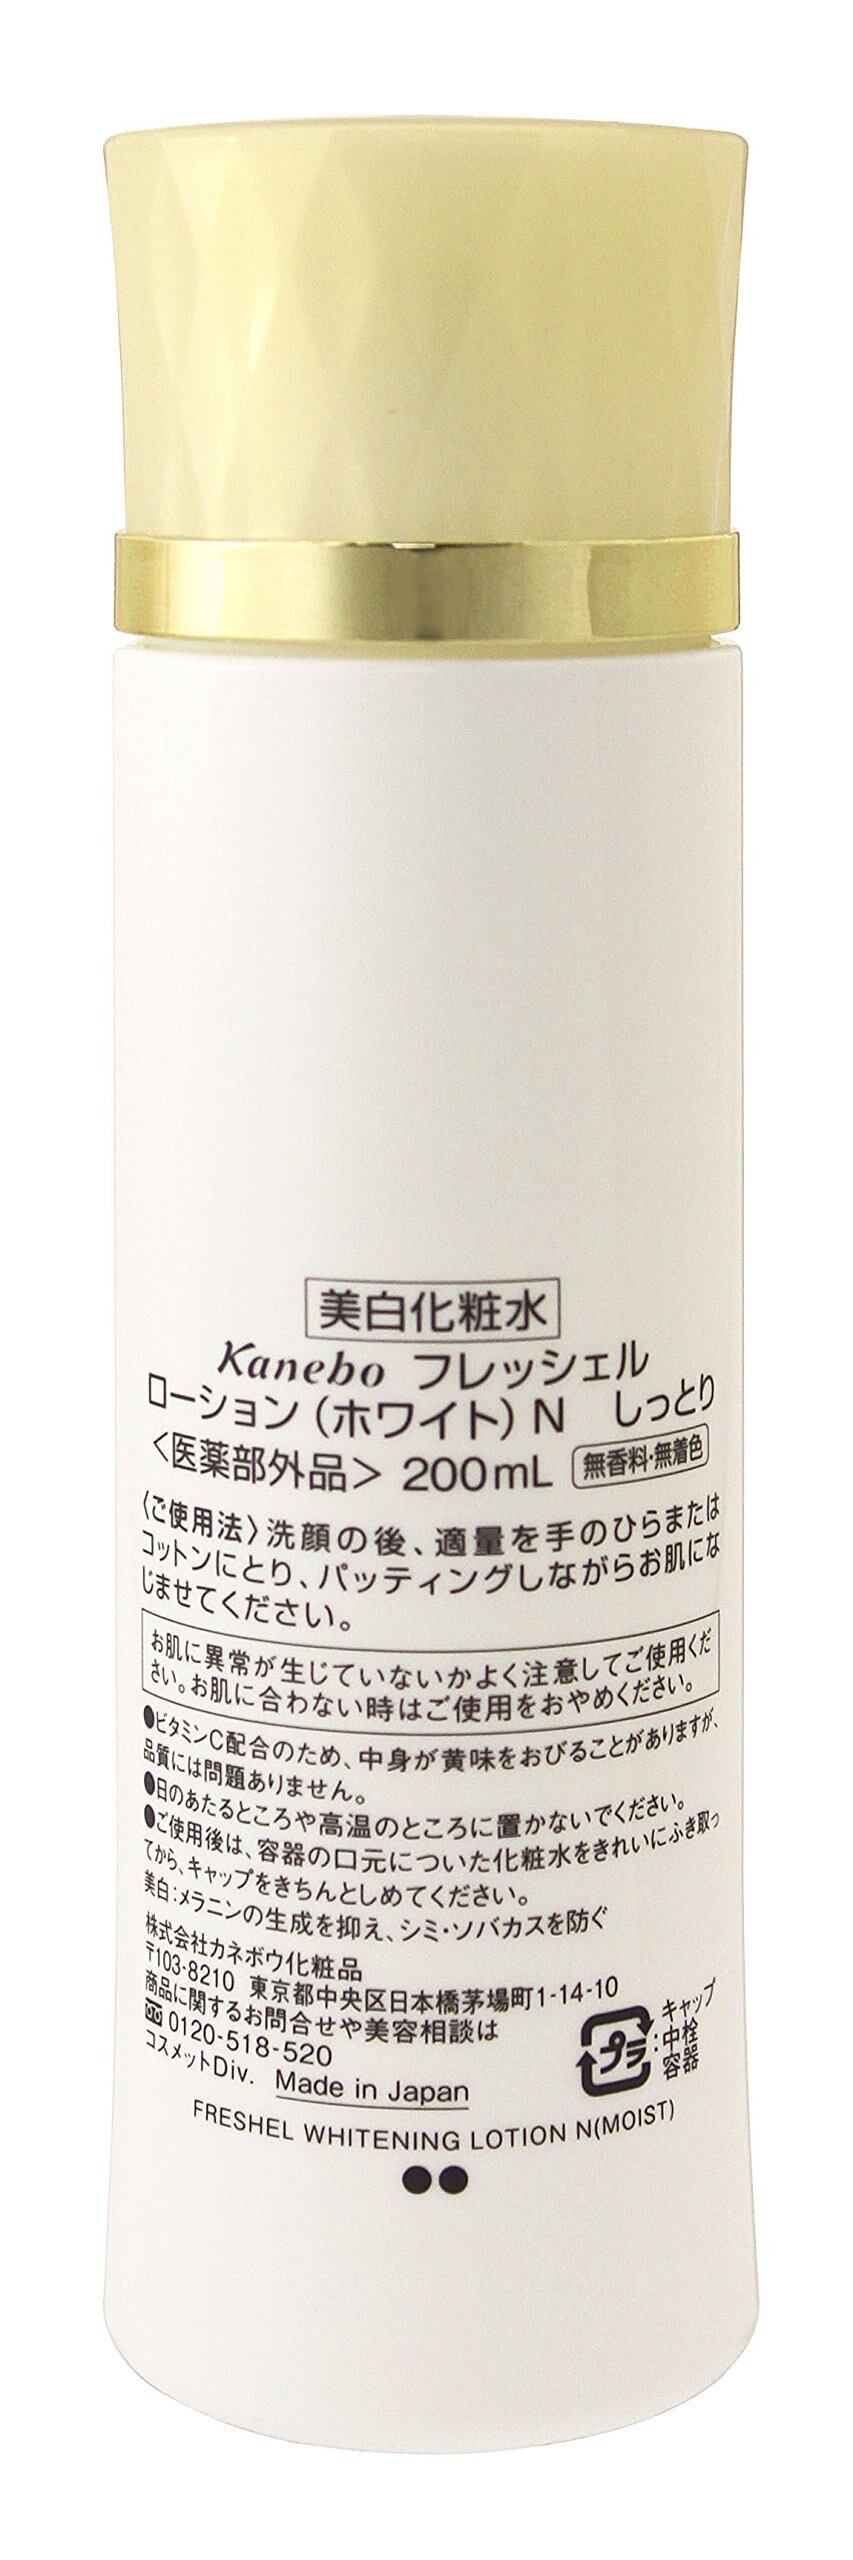 美白化粧水
Kanebo フレッシェル
ローション（ホワイト）N しっとり
＜医薬部外品＞ 200mL 無香料・無着色
〈ご使用法〉洗顔の後、適量を手のひらまたは
コットンにとり、パッティングしながらお肌にな
じませてください。
お肌に異常が生じていないかよく注意してご使用くだ
さい。お肌に合わない時はご使用をおやめください。
●ビタミンC配合のため、中身が黄味をおびることがありますが、
品質には問題ありません。
●日のあたるところや高温のところに置かないでください。
●ご使用後は、容器の口元についた化粧水をきれいにふき取っ
てから、キャップをきちんとしめてください。
美白：メラニンの生成を抑え、シミ・ソバカスを防ぐ
株式会社カネボウ化粧品
〒103-8210 東京都中央区日本橋茅場町1-14-10
商品に関するお問合せや美容相談は
0120-518-520
コスメットDiv. Made in Japan
プラ：キャップ
中栓
容器
FRESHEL WHITENING LOTION N(MOIST)
●●